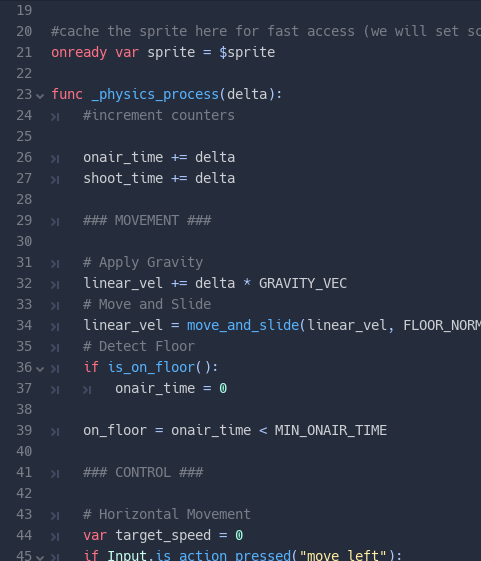 19
20 #cache the sprite here for fast access (we will set sc
21 onready var sprite = $sprite
22
23 func _physics_process(delta):
24 #increment counters
25
26 onair_time += delta
27 shoot_time += delta
28
29 ### MOVEMENT ###
30
31 # Apply Gravity
32 linear_vel += delta * GRAVITY_VEC
33 # Move and Slide
34 linear_vel = move_and_slide(linear_vel, FLOOR_NORM
35 # Detect Floor
36 if is_on_floor():
37 onair_time = 0
38
39 on_floor = onair_time < MIN_ONAIR_TIME
40
41 ### CONTROL ###
42
43 # Horizontal Movement
44 var target_speed = 0
45 if Input.is_action_pressed("move_left"):